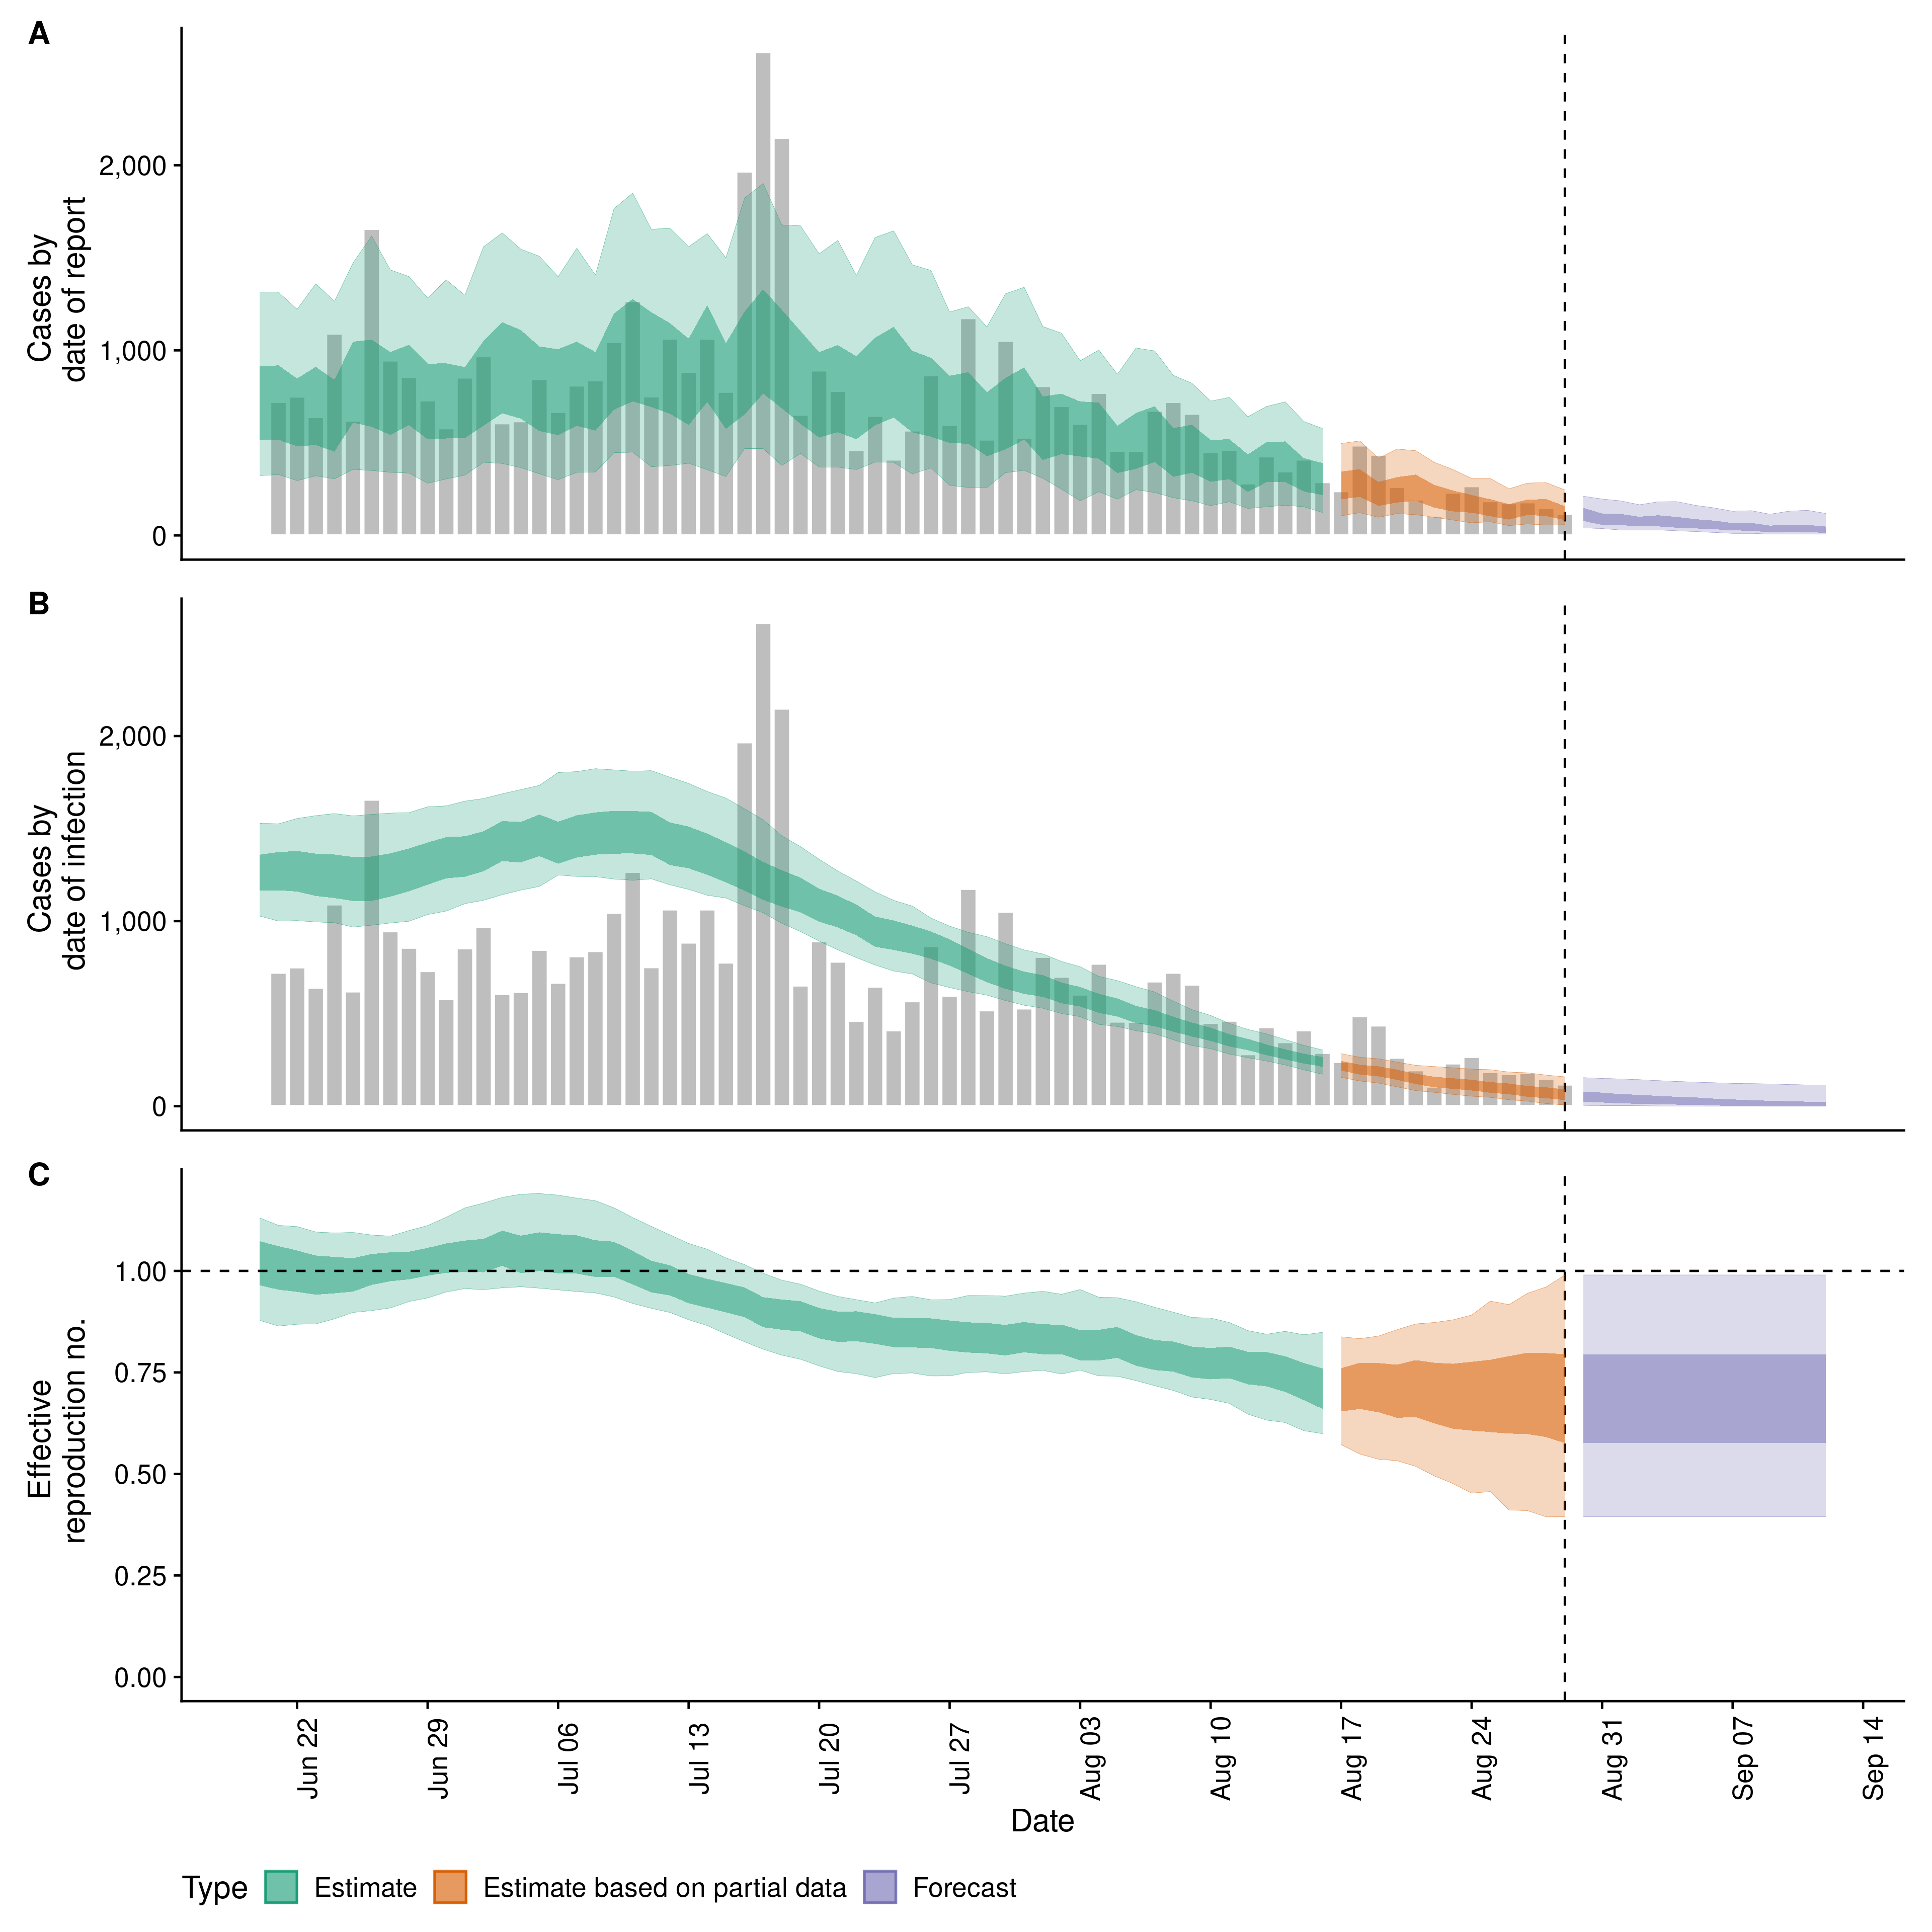 A
Cases by
date of report
2,000
1,000
0
B
Cases by
date of infection
2,000
1,000
0
C
Effective
reproduction no.
1.00
0.75
0.50
0.25
0.00
Jun 22
Jun 29
Jul 06
Jul 13
Jul 20
Jul 27
Aug 03
Aug 10
Aug 17
Aug 24
Aug 31
Sep 07
Sep 14
Date
Type Estimate Estimate based on partial data Forecast